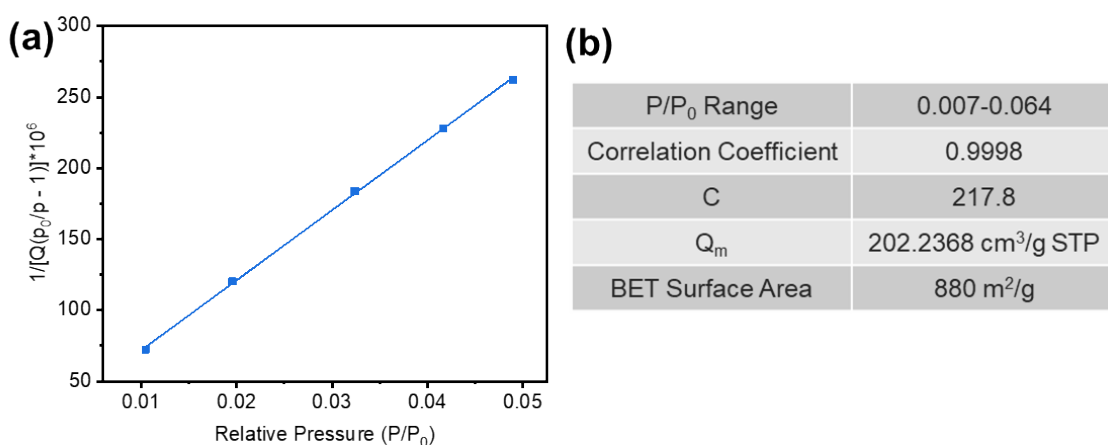 (a)
300
250
200
150
100
50
1/[Q(p₀/p - 1)]*10⁶
0.01 0.02 0.03 0.04 0.05
Relative Pressure (P/P₀)
(b)
P/P₀ Range 0.007-0.064
Correlation Coefficient 0.9998
C 217.8
Qₘ 202.2368 cm³/g STP
BET Surface Area 880 m²/g